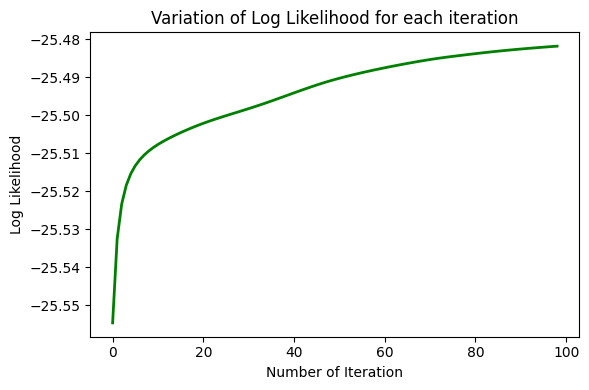 Variation of Log Likelihood for each iteration
Log Likelihood
−25.48
−25.49
−25.50
−25.51
−25.52
−25.53
−25.54
−25.55
0 20 40 60 80 100
Number of Iteration